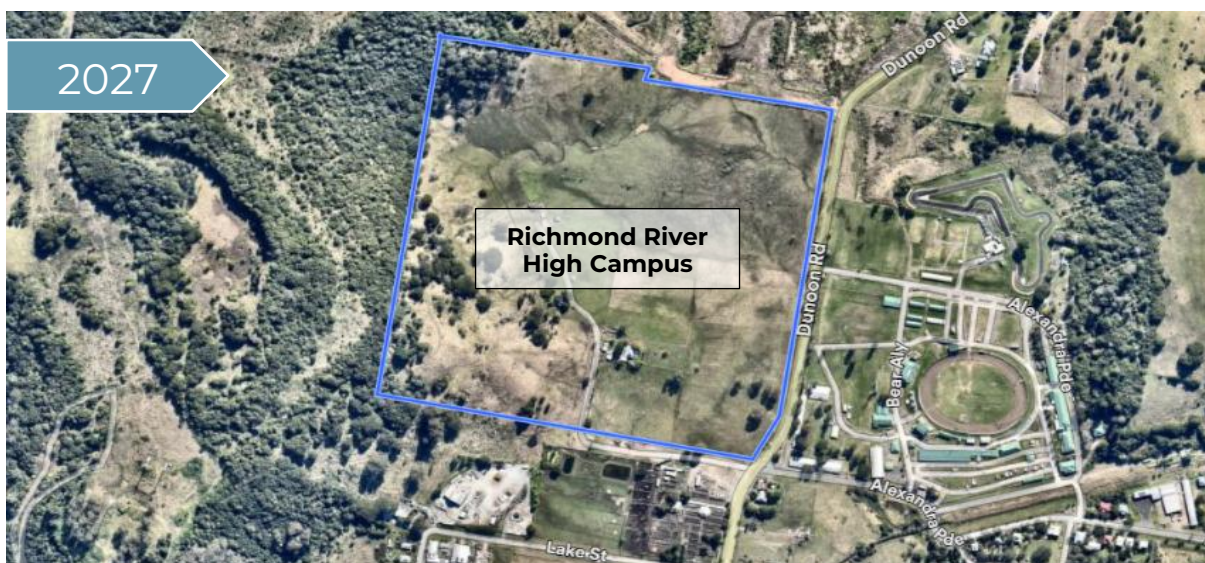 2027
Dunoon Rd
Richmond River
High Campus
Dunoon Rd
Alexandra Pde
Bear Aly
Alexandra Pde
Lake St